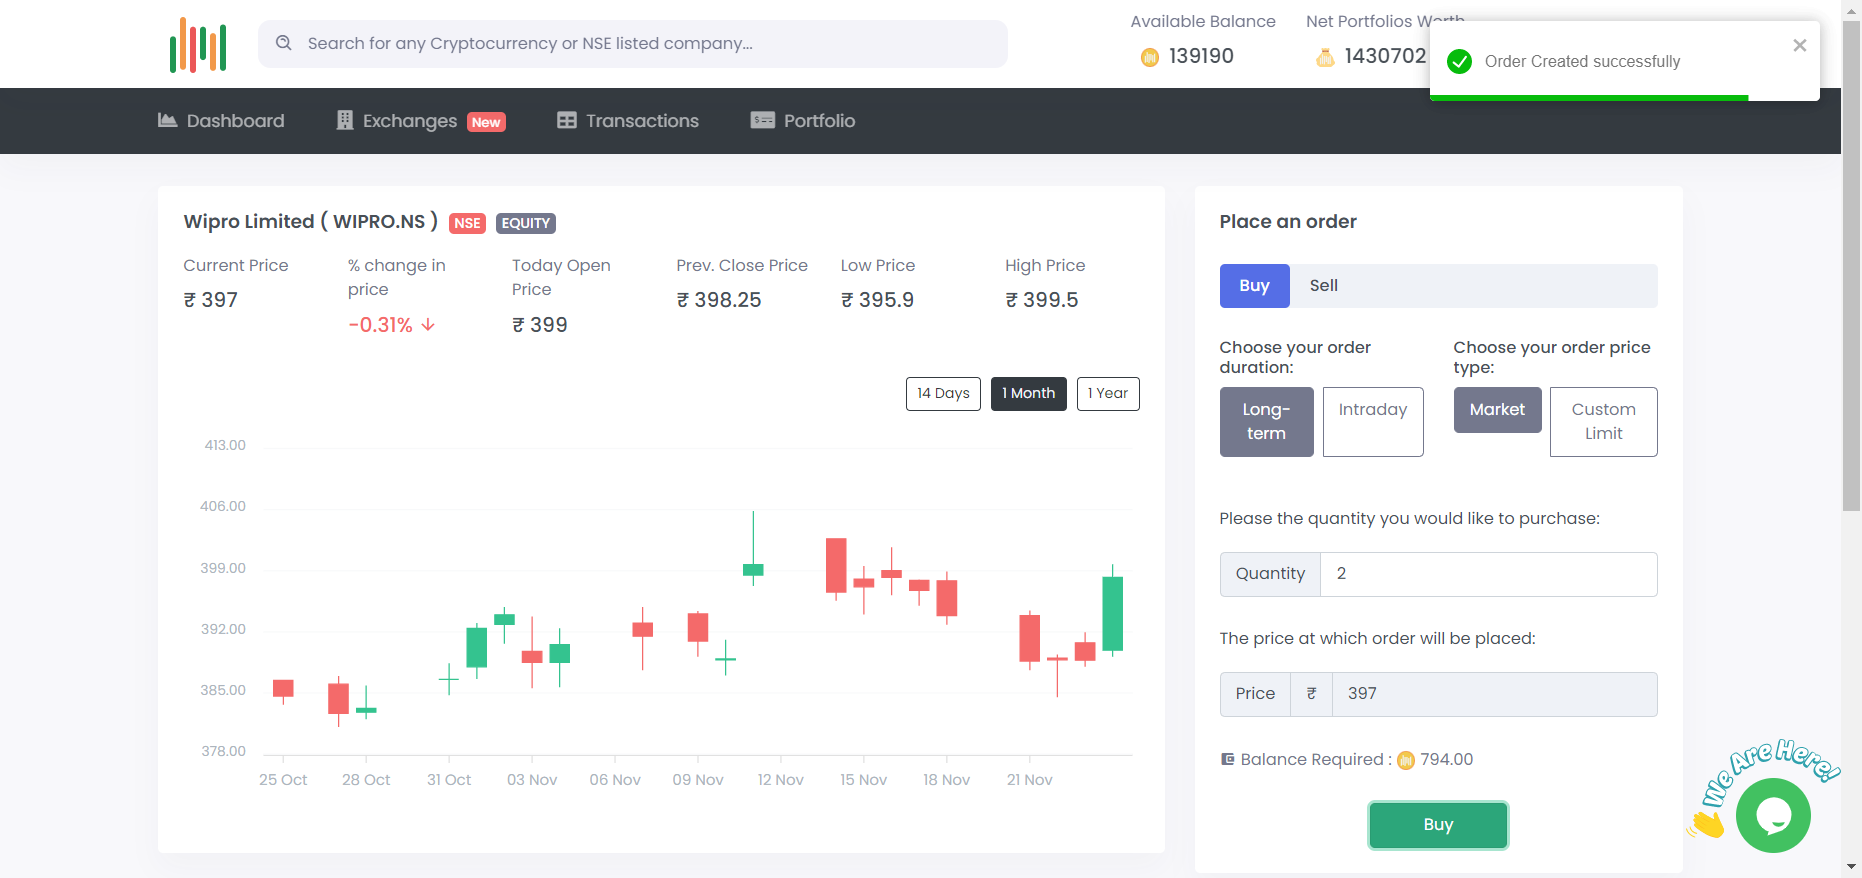 Search for any Cryptocurrency or NSE listed company...
Available Balance
139190
Net Portfolios Worth
1430702
Order Created successfully
Dashboard
Exchanges New
Transactions
Portfolio
Wipro Limited ( WIPRO.NS ) NSE EQUITY
Current Price
₹ 397
% change in
price
-0.31%
Today Open
Price
₹ 399
Prev. Close Price
₹ 398.25
Low Price
₹ 395.9
High Price
₹ 399.5
14 Days
1 Month
1 Year
413.00
406.00
399.00
392.00
385.00
378.00
25 Oct
28 Oct
31 Oct
03 Nov
06 Nov
09 Nov
12 Nov
15 Nov
18 Nov
21 Nov
Place an order
Buy
Sell
Choose your order
duration:
Long-
term
Intraday
Choose your order price
type:
Market
Custom
Limit
Please the quantity you would like to purchase:
Quantity 2
The price at which order will be placed:
Price ₹ 397
Balance Required : 794.00
Buy
We Are Here!